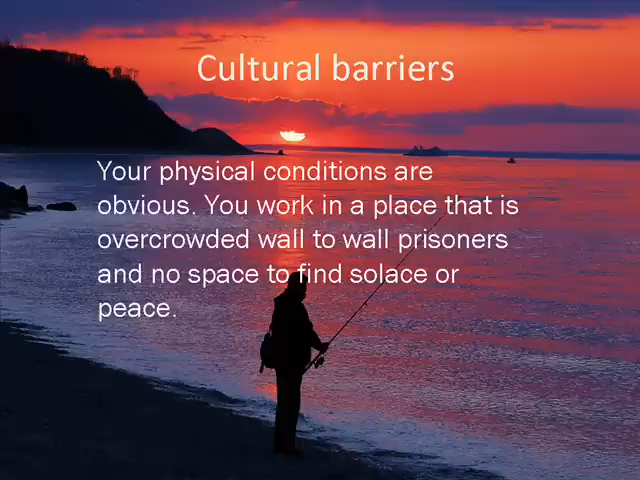 Cultural barriers
Your physical conditions are
obvious. You work in a place that is
overcrowded wall to wall prisoners
and no space to find solace or
peace.